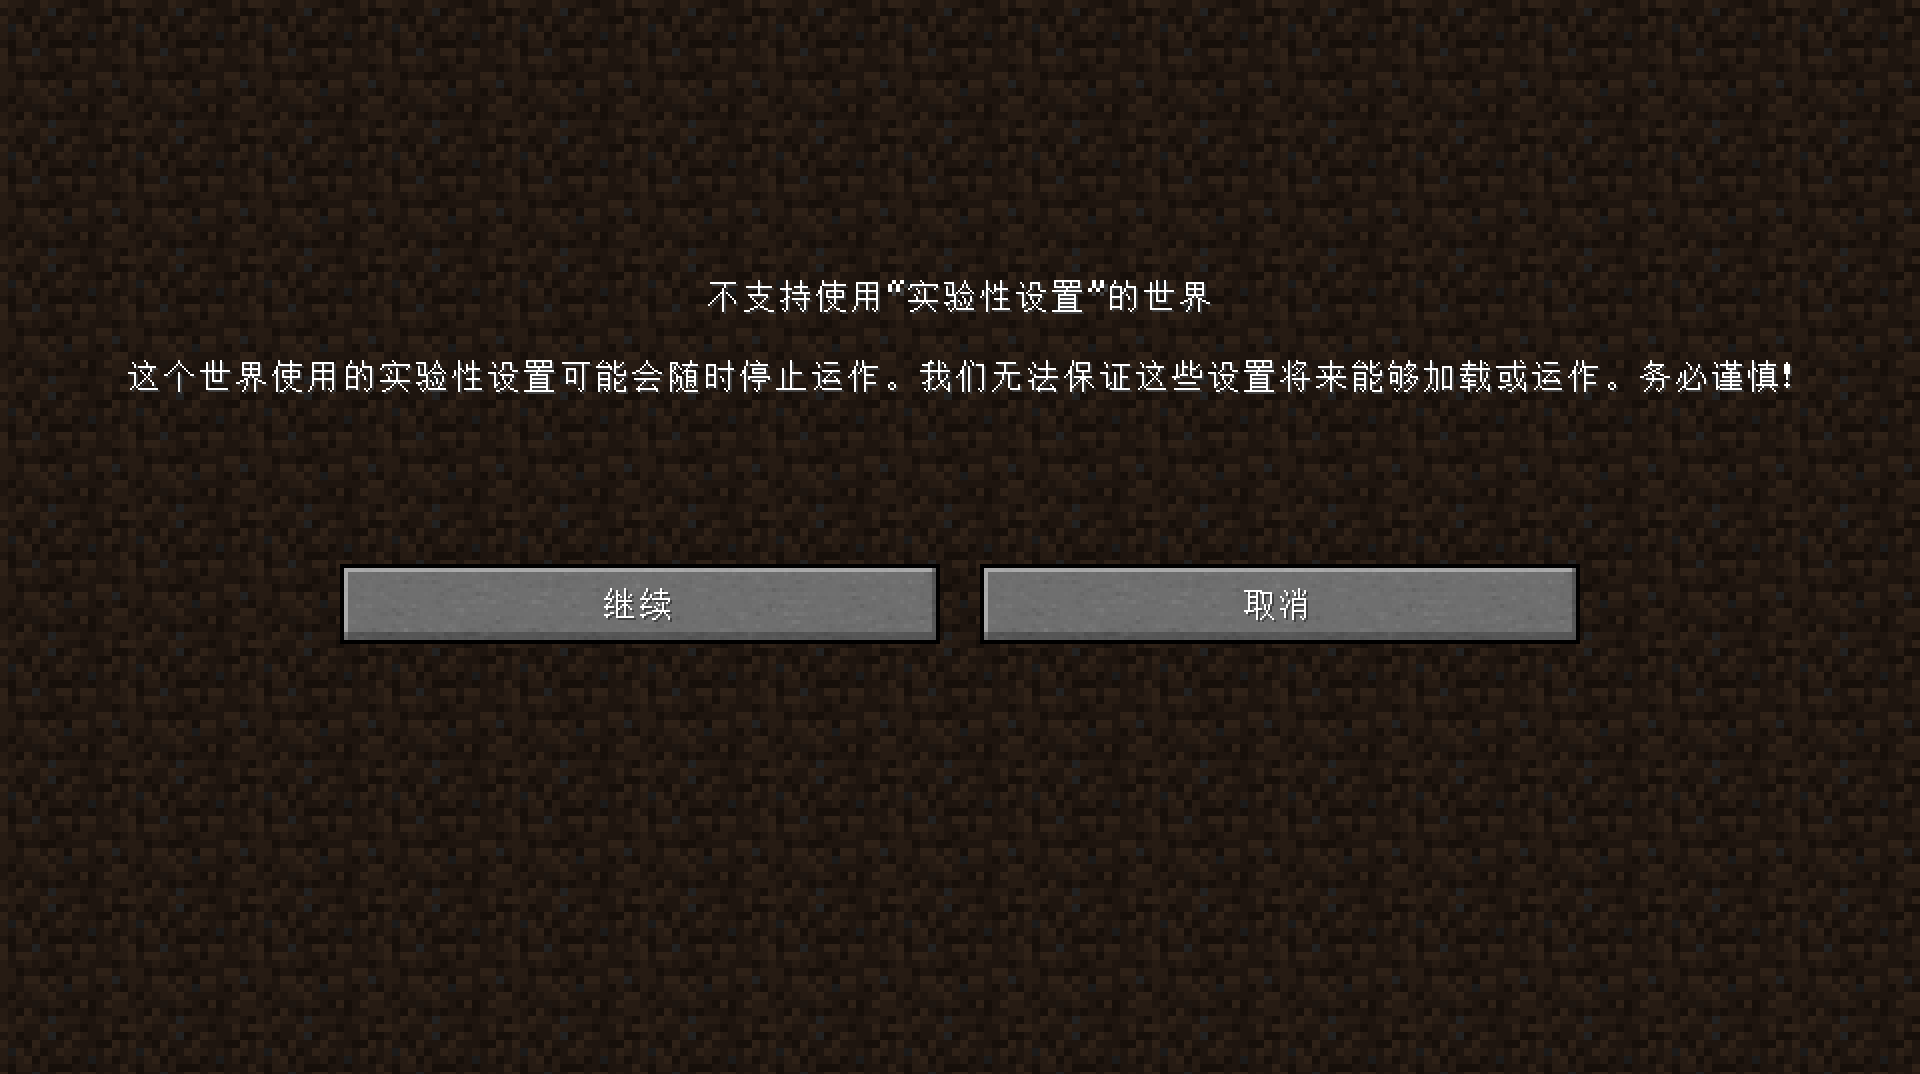 不支持使用“实验性设置”的世界
这个世界使用的实验性设置可能会随时停止运作。我们无法保证这些设置将来能够加载或运作。务必谨慎!
继续
取消